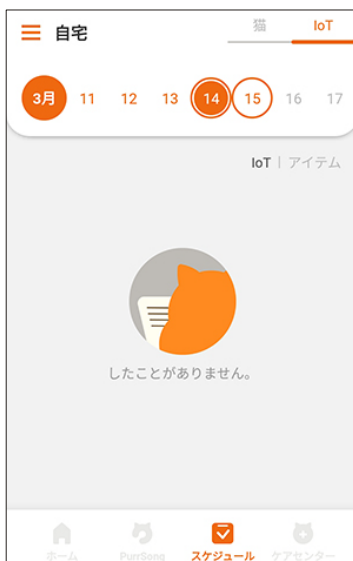 自宅 猫 IoT
3月 11 12 13 14 15 16 17
IoT | アイテム
したことがありません。
ホーム PurrSong スケジュール ケアセンター